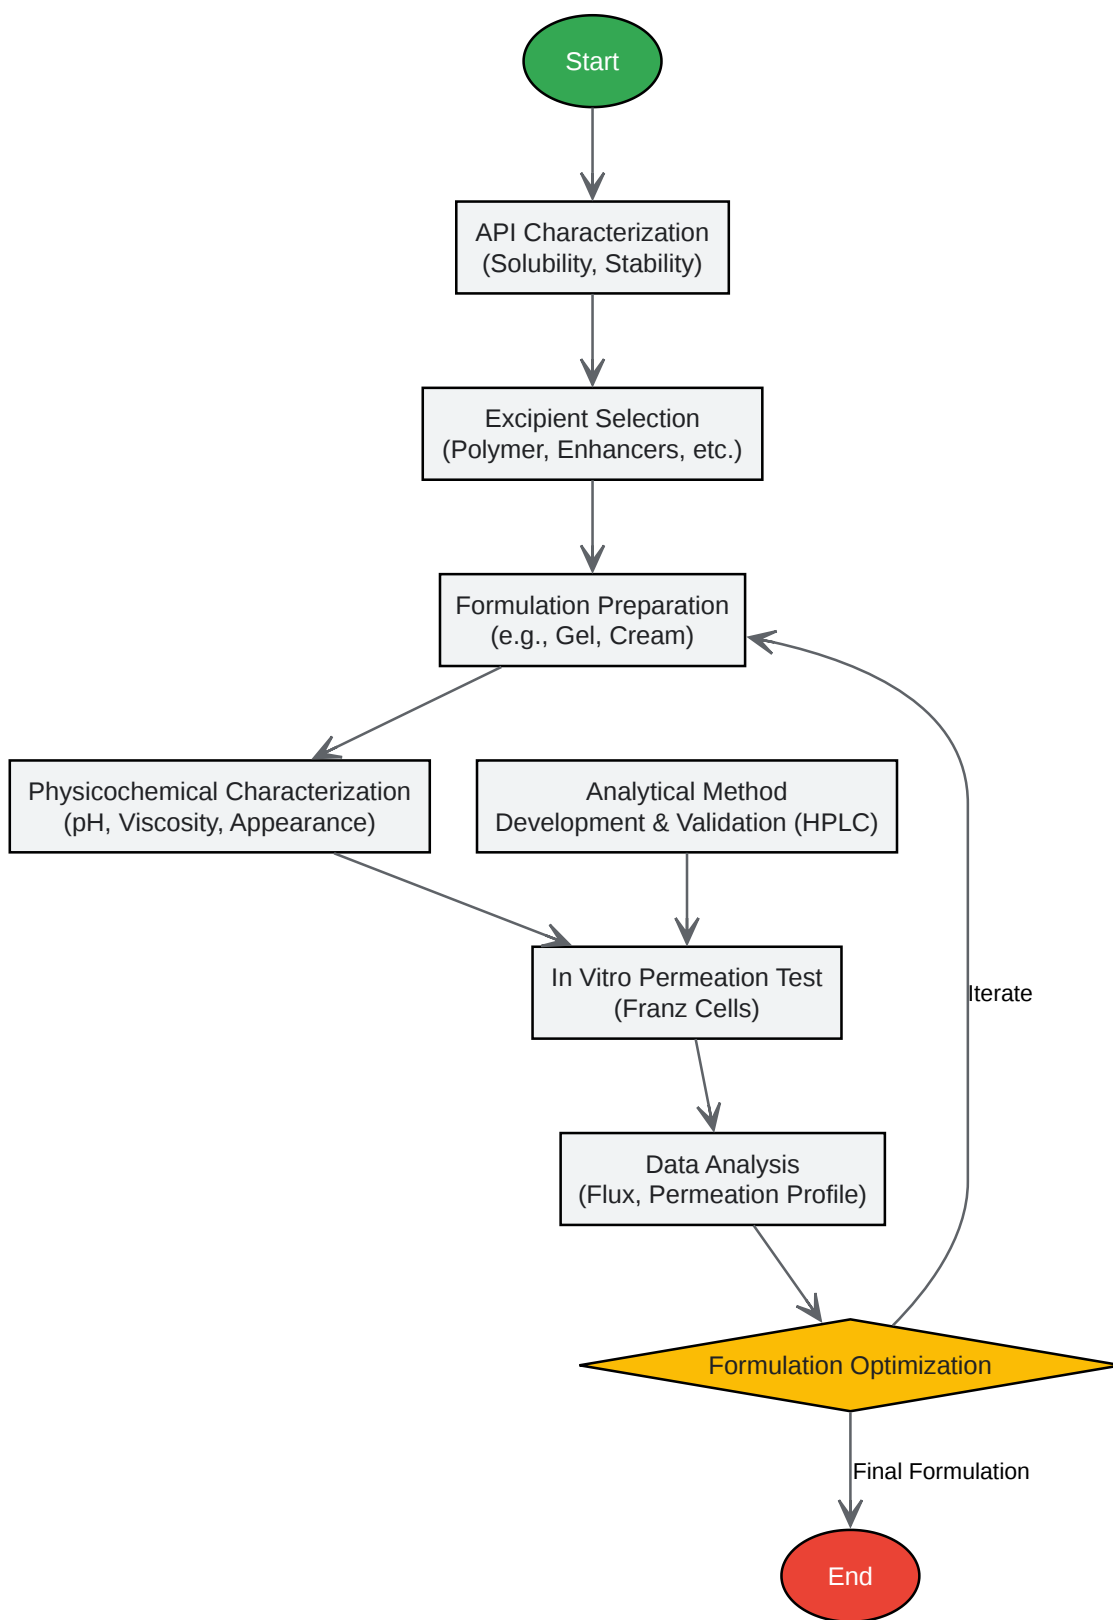 Start
API Characterization
(Solubility, Stability)
Excipient Selection
(Polymer, Enhancers, etc.)
Formulation Preparation
(e.g., Gel, Cream)
Physicochemical Characterization
(pH, Viscosity, Appearance)
Analytical Method
Development & Validation (HPLC)
In Vitro Permeation Test
(Franz Cells)
Iterate
Data Analysis
(Flux, Permeation Profile)
Formulation Optimization
Final Formulation
End